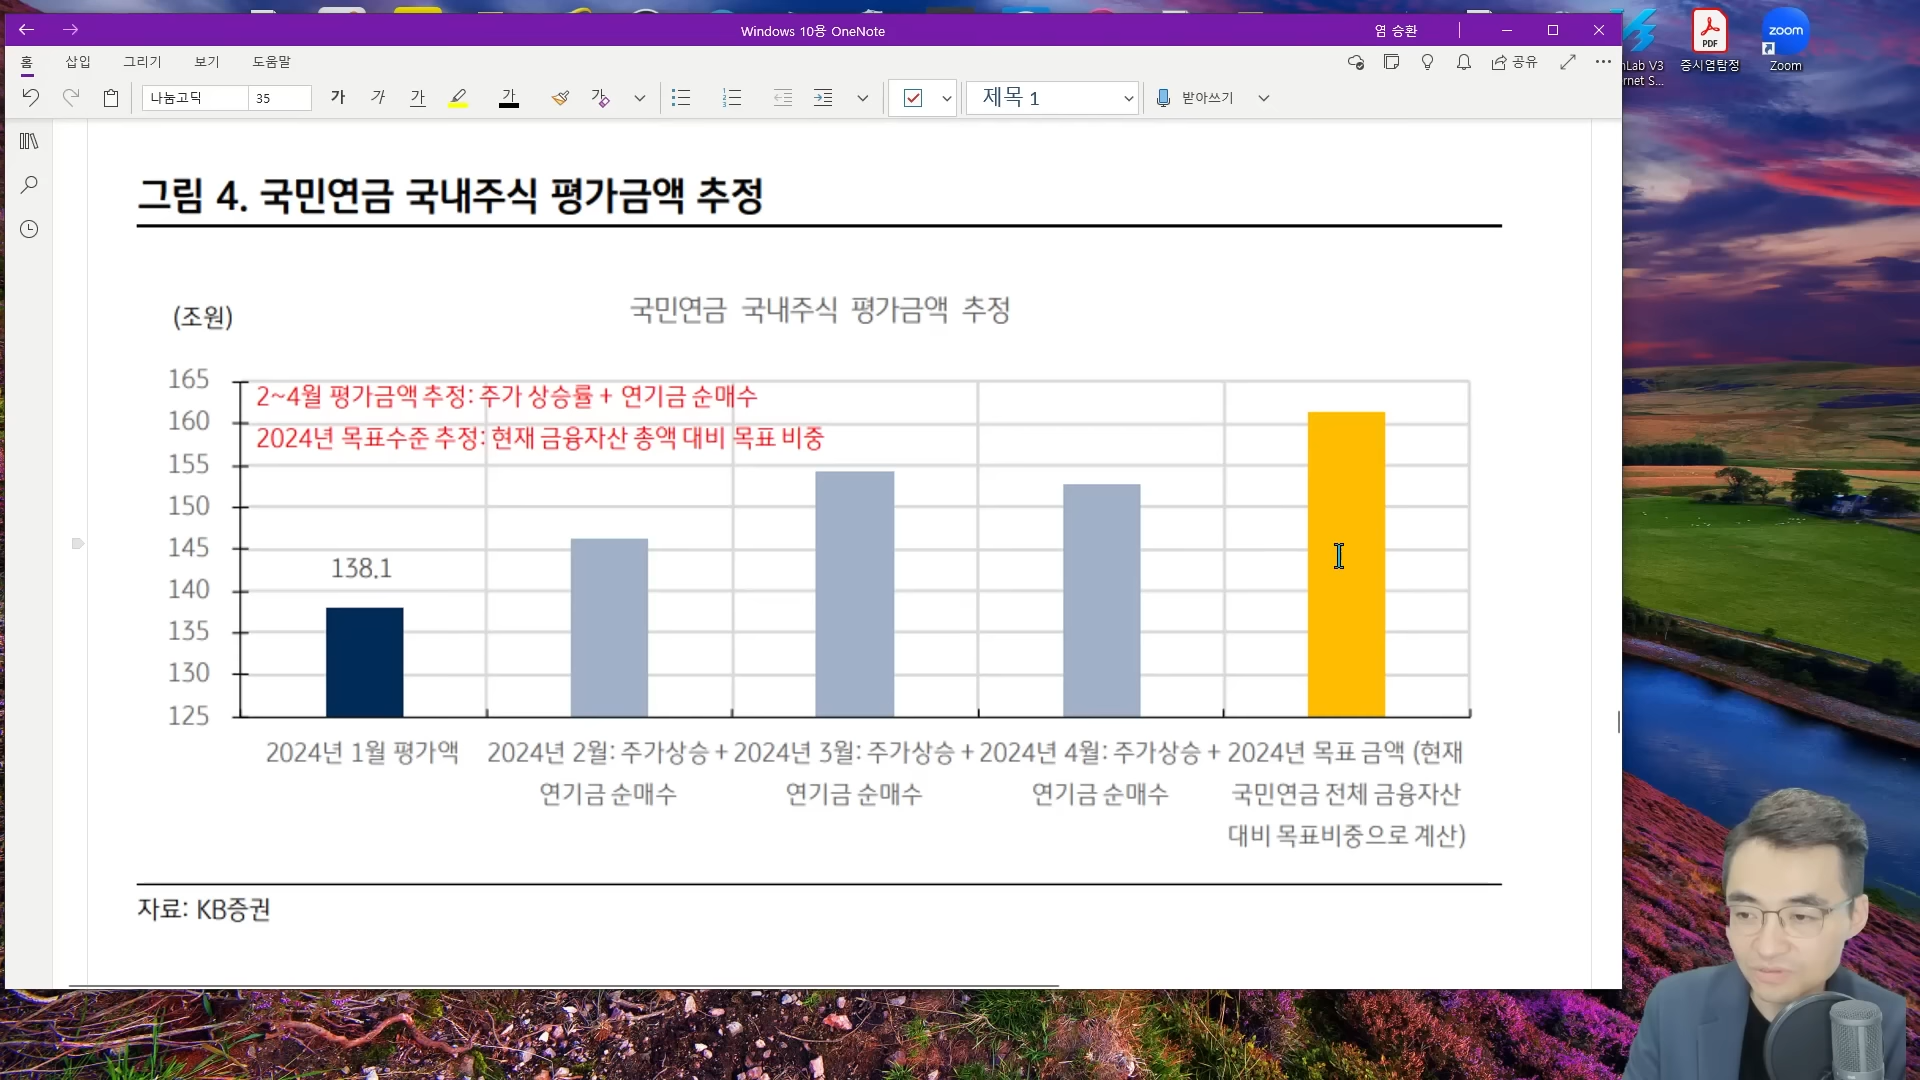 Windows 10용 OneNote
염 승환
홈 삽입 그리기 보기 도움말
공유
나눔고딕 35 가 가 가 가 제목 1 받아쓰기
PDF
증시염탐정
zoom
Zoom
그림 4. 국민연금 국내주식 평가금액 추정
(조원)
국민연금 국내주식 평가금액 추정
165
160
155
150
145
140
135
130
125
2~4월 평가금액 추정: 주가 상승률 + 연기금 순매수
2024년 목표수준 추정: 현재 금융자산 총액 대비 목표 비중
138.1
2024년 1월 평가액
2024년 2월: 주가상승 +
연기금 순매수
2024년 3월: 주가상승 +
연기금 순매수
2024년 4월: 주가상승 +
연기금 순매수
2024년 목표 금액 (현재
국민연금 전체 금융자산
대비 목표비중으로 계산)
자료: KB증권